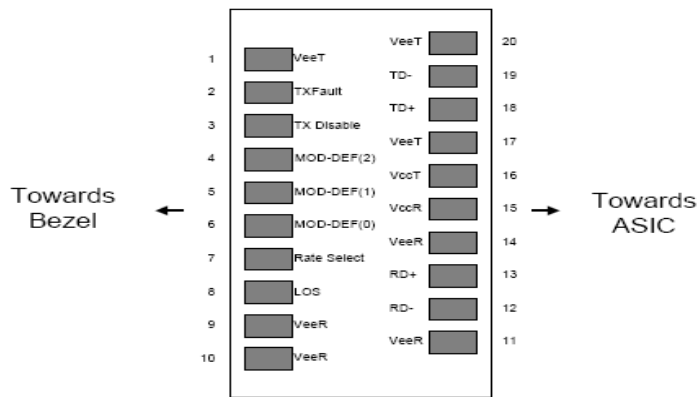 VeeT 20
1 VeeT
TD- 19
2 TXFault
TD+ 18
3 TX Disable
VeeT 17
4 MOD-DEF(2)
VccT 16
5 MOD-DEF(1)
VccR 15
6 MOD-DEF(0)
VeeR 14
7 Rate Select
RD+ 13
8 LOS
RD- 12
9 VeeR
VeeR 11
10 VeeR
Towards
Bezel
Towards
ASIC